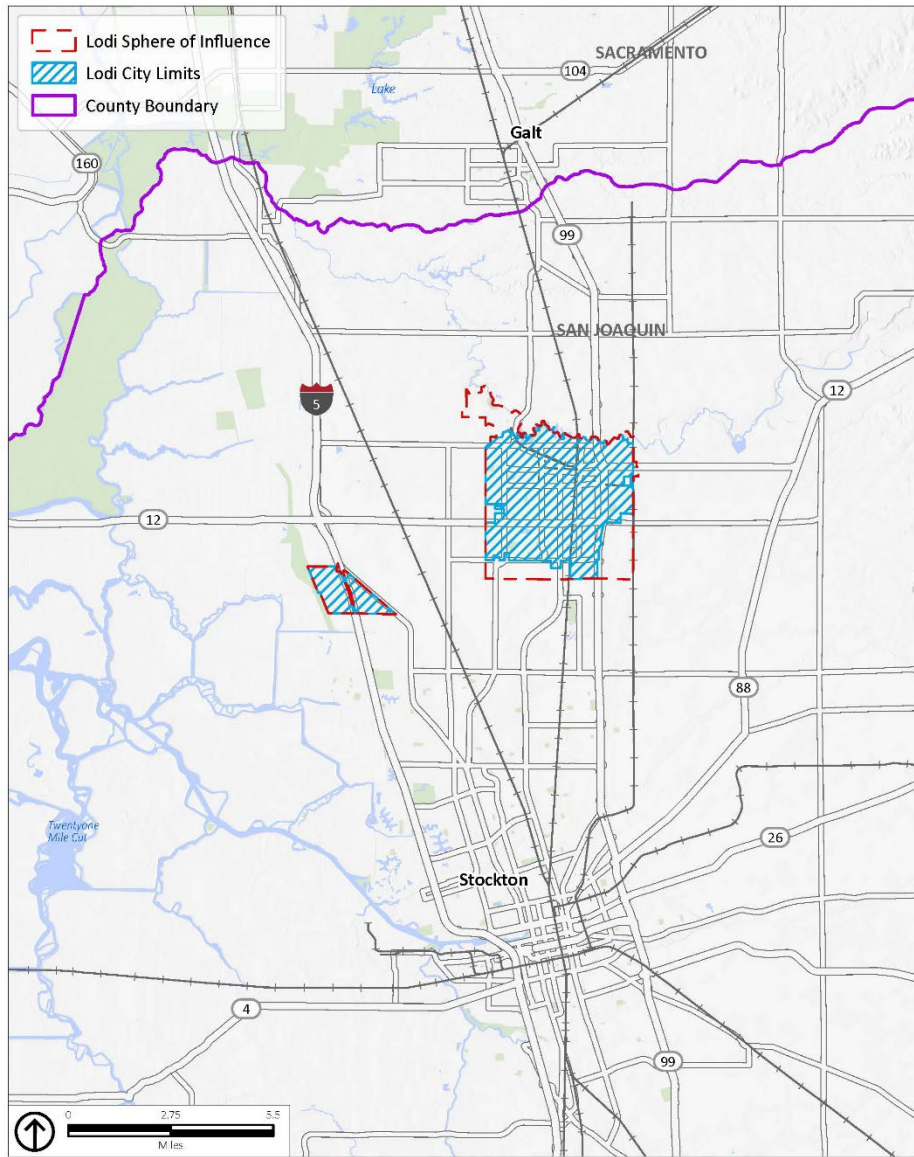 Lodi Sphere of Influence
Lodi City Limits
County Boundary
SACRAMENTO
104
Lake
Galt
160
99
SAN JOAQUIN
5
12
12
88
Twentyone
Mile Cut
26
Stockton
4
99
0 2.75 5.5
Miles